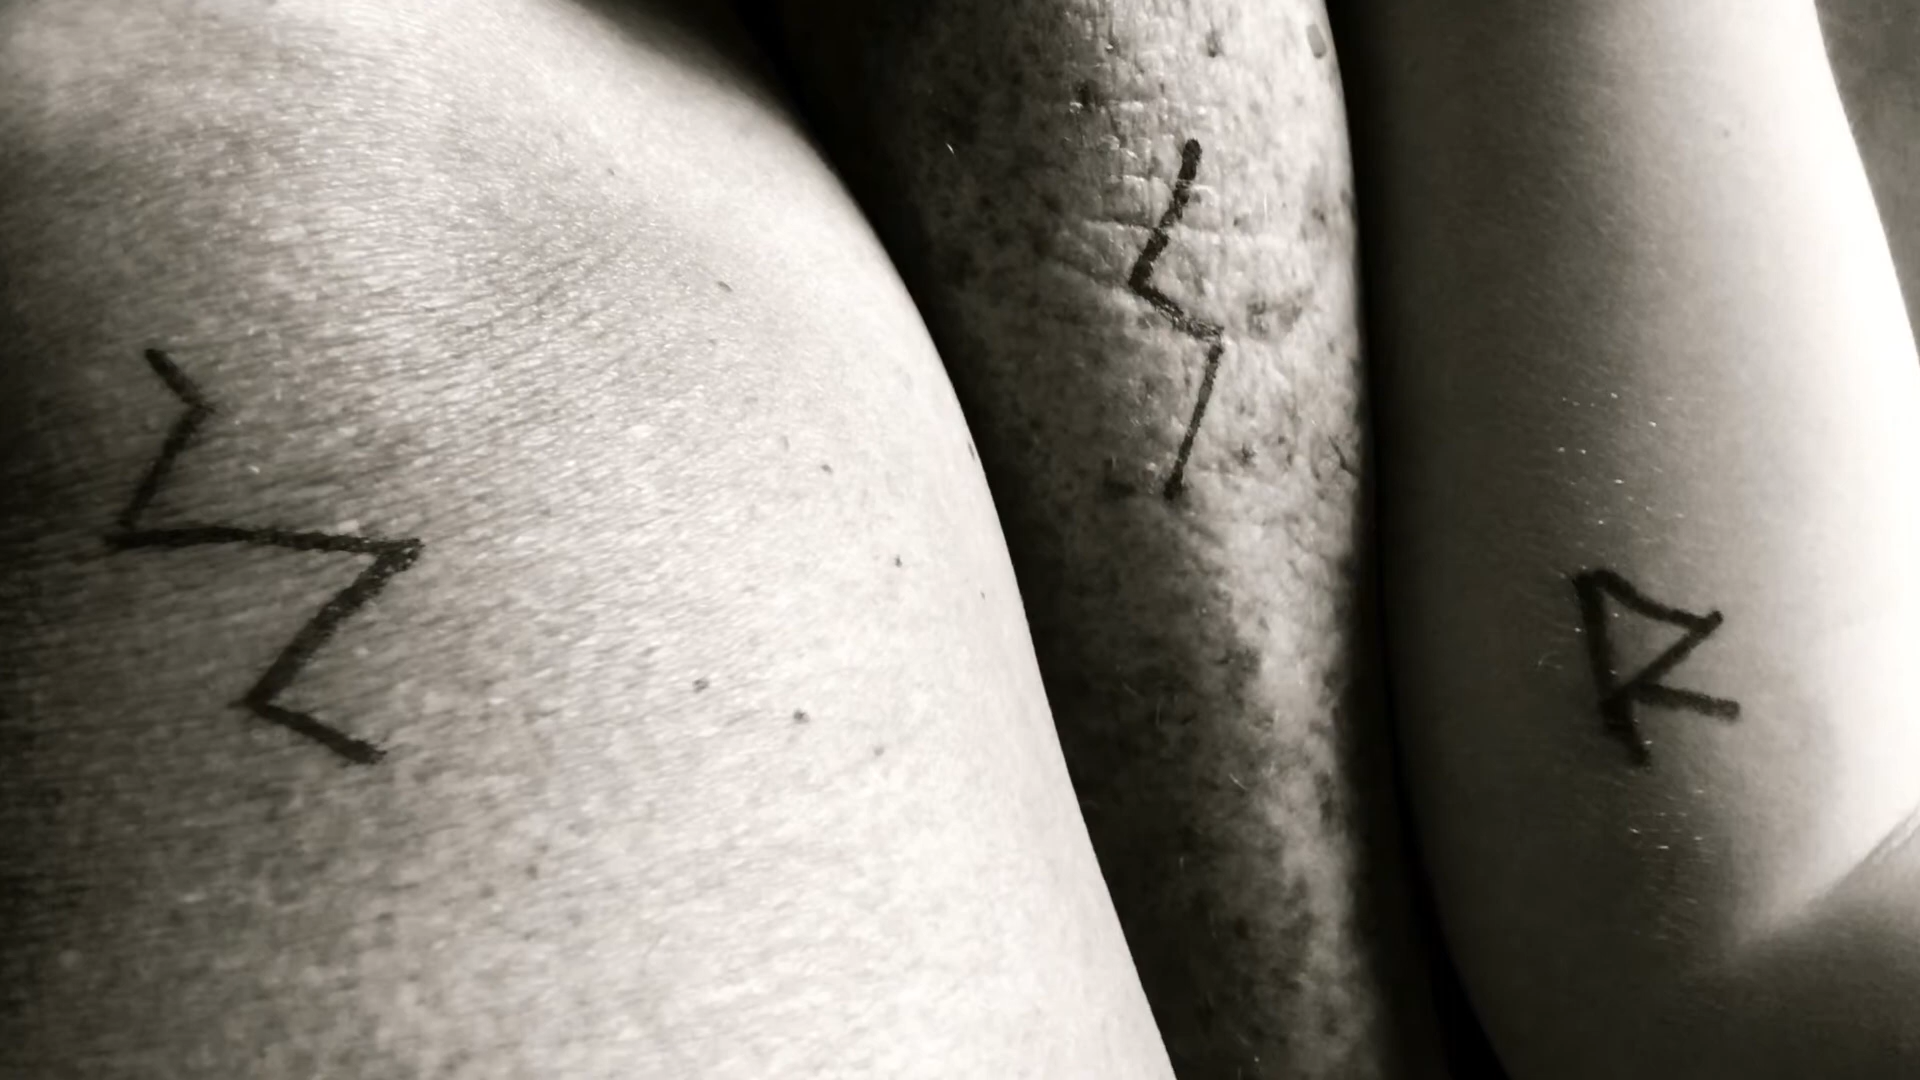 ᛊ ᛋ ᚱ